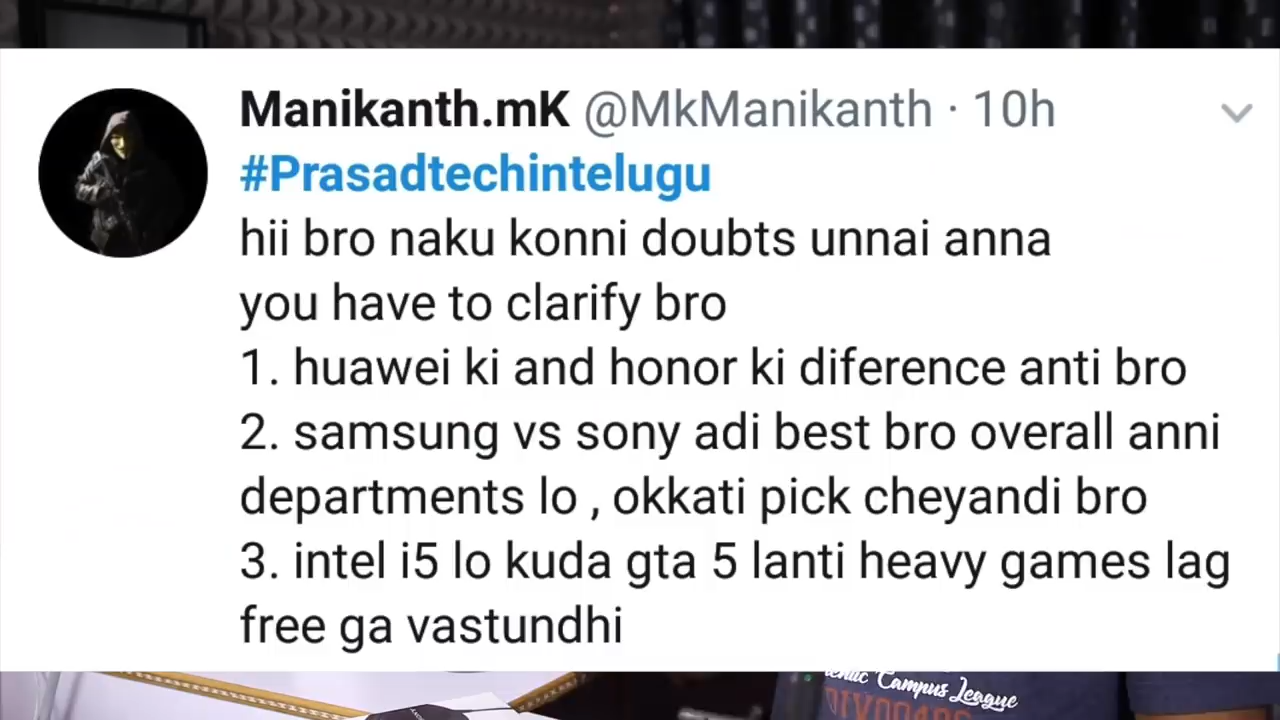 Manikanth.mK @MkManikanth · 10h
#Prasadtechintelugu
hii bro naku konni doubts unnai anna
you have to clarify bro
1. huawei ki and honor ki diference anti bro
2. samsung vs sony adi best bro overall anni
departments lo , okkati pick cheyandi bro
3. intel i5 lo kuda gta 5 lanti heavy games lag
free ga vastundhi
Campus League